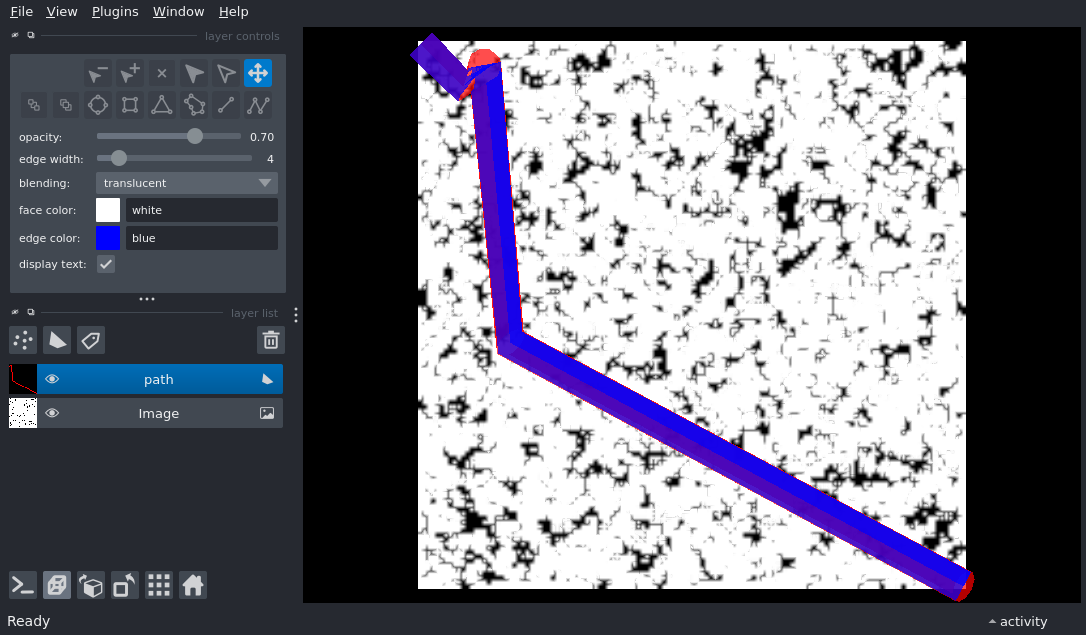 File View Plugins Window Help
layer controls
opacity: 0.70
edge width: 4
blending: translucent
face color: white
edge color: blue
display text:
layer list
path
Image
Ready
activity